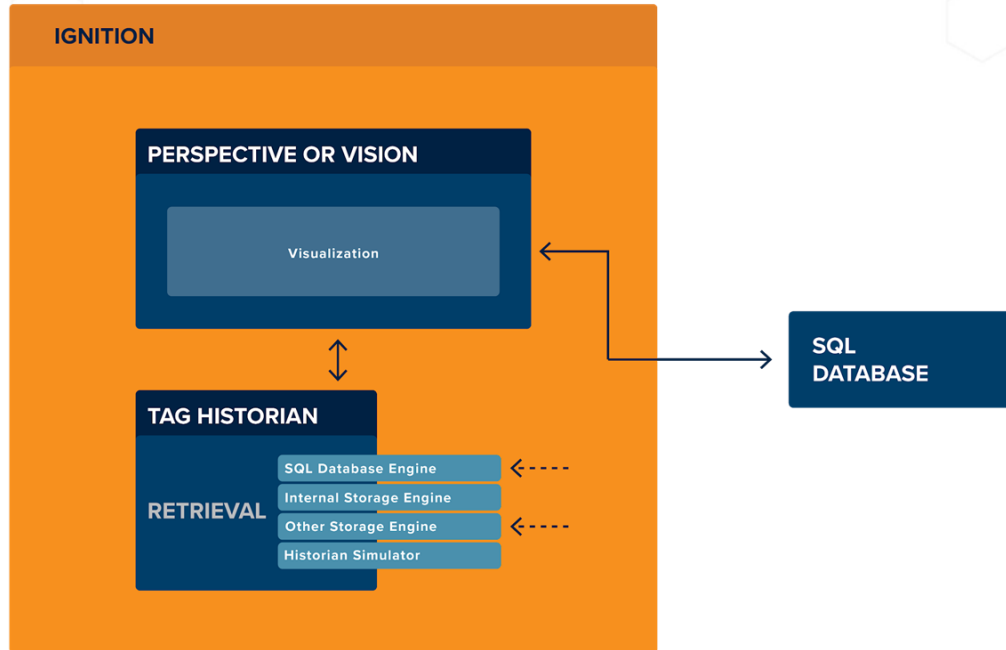 IGNITION
PERSPECTIVE OR VISION
Visualization
SQL
DATABASE
TAG HISTORIAN
RETRIEVAL
SQL Database Engine
Internal Storage Engine
Other Storage Engine
Historian Simulator